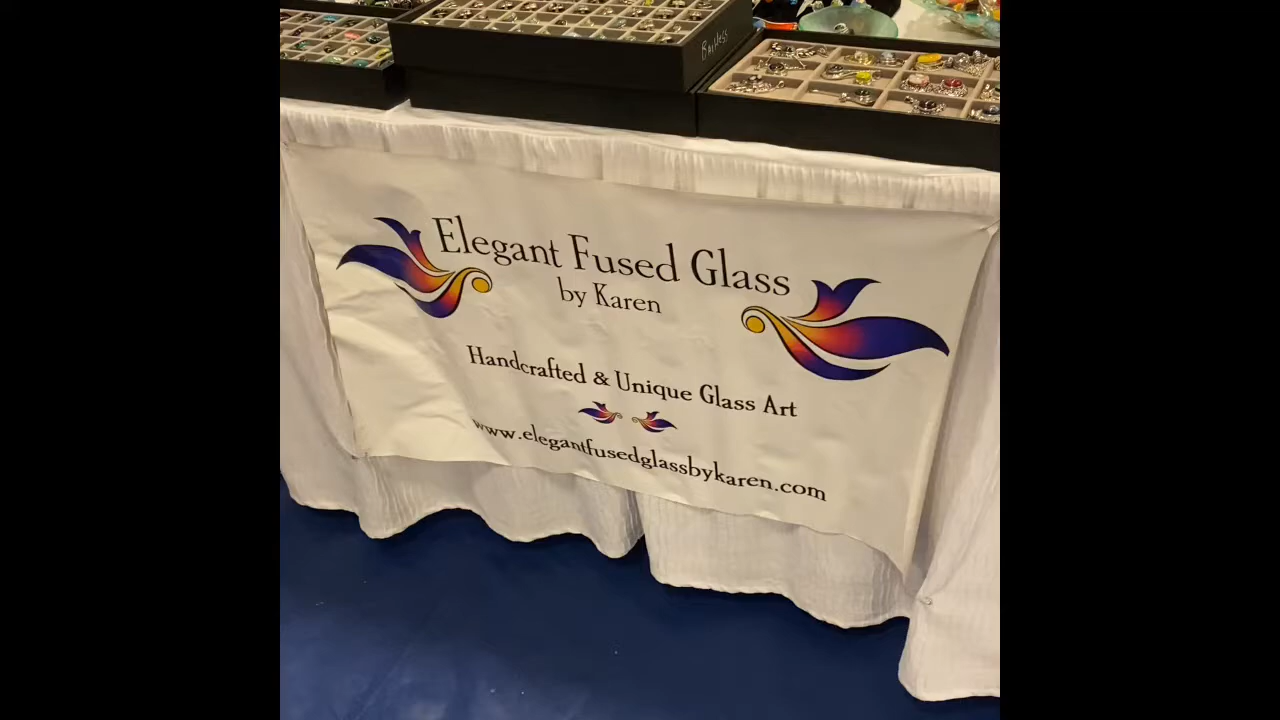 Elegant Fused Glass
by Karen
Handcrafted & Unique Glass Art
www.elegantfusedglassbykaren.com